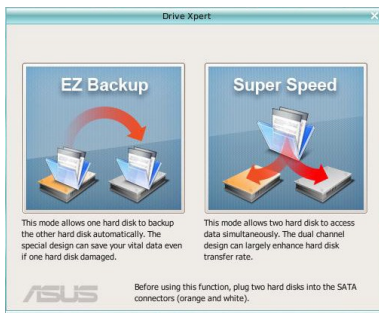 Drive Xpert
EZ Backup
Super Speed
This mode allows one hard disk to backup
the other hard disk automatically. The
special design can save your vital data even
if one hard disk damaged.
This mode allows two hard disk to access
data simultaneously. The dual channel
design can largely enhance hard disk
transfer rate.
ASUS
Before using this function, plug two hard disks into the SATA
connectors (orange and white).